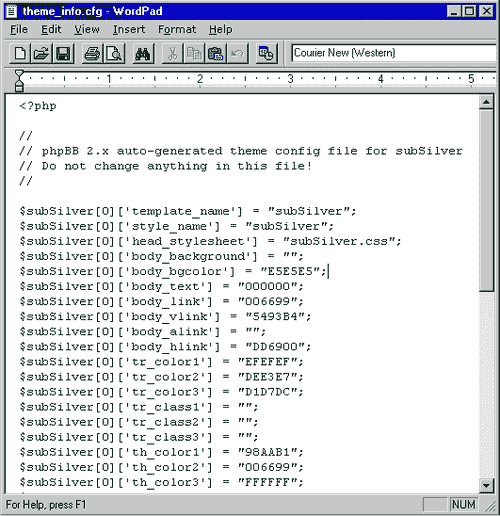 theme_info.cfg - WordPad
File Edit View Insert Format Help
Courier New (Western)
1 2 3 4 5
<?php
//
// phpBB 2.x auto-generated theme config file for subSilver
// Do not change anything in this file!
//
$subSilver[0]['template_name'] = "subSilver";
$subSilver[0]['style_name'] = "subSilver";
$subSilver[0]['head_stylesheet'] = "subSilver.css";
$subSilver[0]['body_background'] = "";
$subSilver[0]['body_bgcolor'] = "E5E5E5";
$subSilver[0]['body_text'] = "000000";
$subSilver[0]['body_link'] = "006699";
$subSilver[0]['body_vlink'] = "5493B4";
$subSilver[0]['body_alink'] = "";
$subSilver[0]['body_hlink'] = "DD6900";
$subSilver[0]['tr_color1'] = "EFEFEF";
$subSilver[0]['tr_color2'] = "DEE3E7";
$subSilver[0]['tr_color3'] = "D1D7DC";
$subSilver[0]['tr_class1'] = "";
$subSilver[0]['tr_class2'] = "";
$subSilver[0]['tr_class3'] = "";
$subSilver[0]['th_color1'] = "98AAB1";
$subSilver[0]['th_color2'] = "006699";
$subSilver[0]['th_color3'] = "FFFFFF";
For Help, press F1 NUM